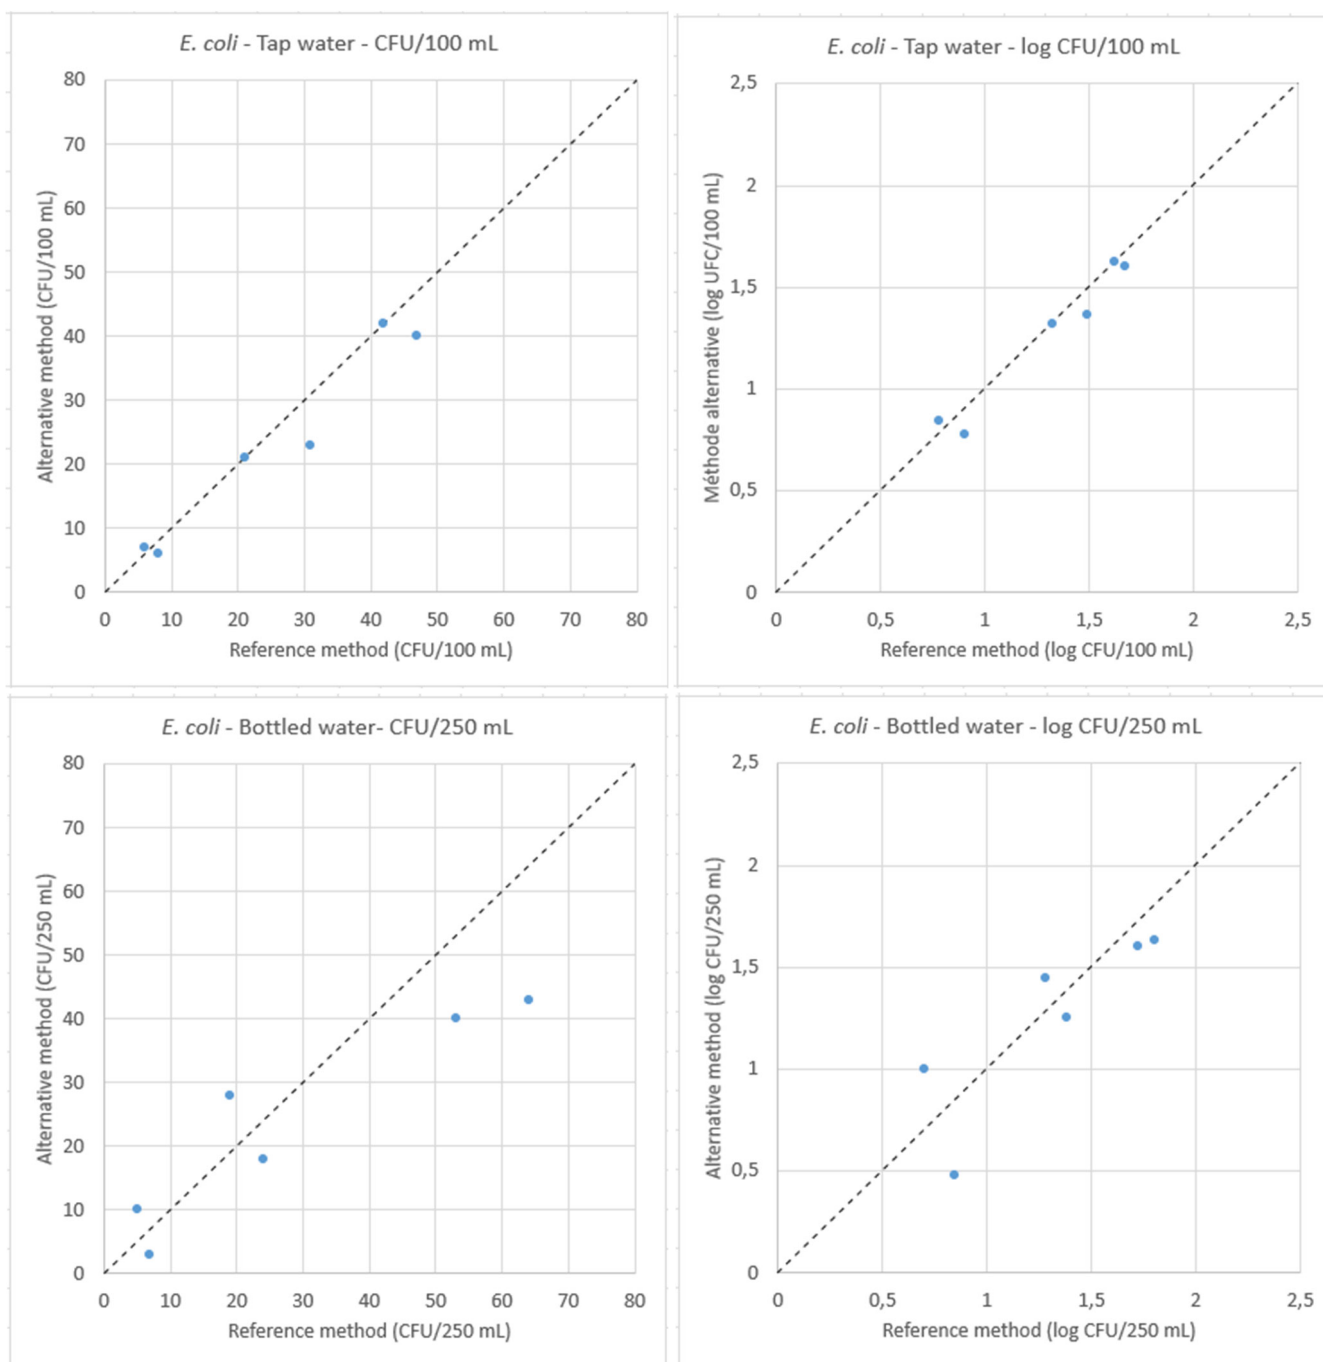 E. coli - Tap water - CFU/100 mL
80
70
60
50
40
30
20
10
0
Alternative method (CFU/100 mL)
0 10 20 30 40 50 60 70 80
Reference method (CFU/100 mL)
E. coli - Tap water - log CFU/100 mL
2,5
2
1,5
1
0,5
0
Méthode alternative (log UFC/100 mL)
0 0,5 1 1,5 2 2,5
Reference method (log CFU/100 mL)
E. coli - Bottled water- CFU/250 mL
80
70
60
50
40
30
20
10
0
Alternative method (CFU/250 mL)
0 10 20 30 40 50 60 70 80
Reference method (CFU/250 mL)
E. coli - Bottled water - log CFU/250 mL
2,5
2
1,5
1
0,5
0
Alternative method (log CFU/250 mL)
0 0,5 1 1,5 2 2,5
Reference method (log CFU/250 mL)